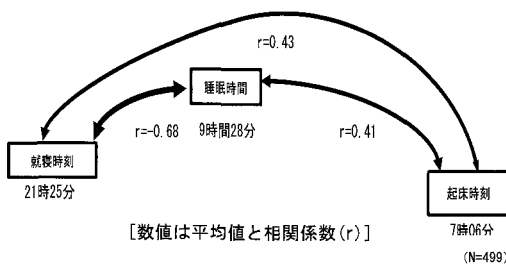 r=0.43
睡眠時間
r=-0.68
9時間28分
r=0.41
就寝時刻
21時25分
起床時刻
7時06分
[数値は平均値と相関係数(r)]
(N=499)